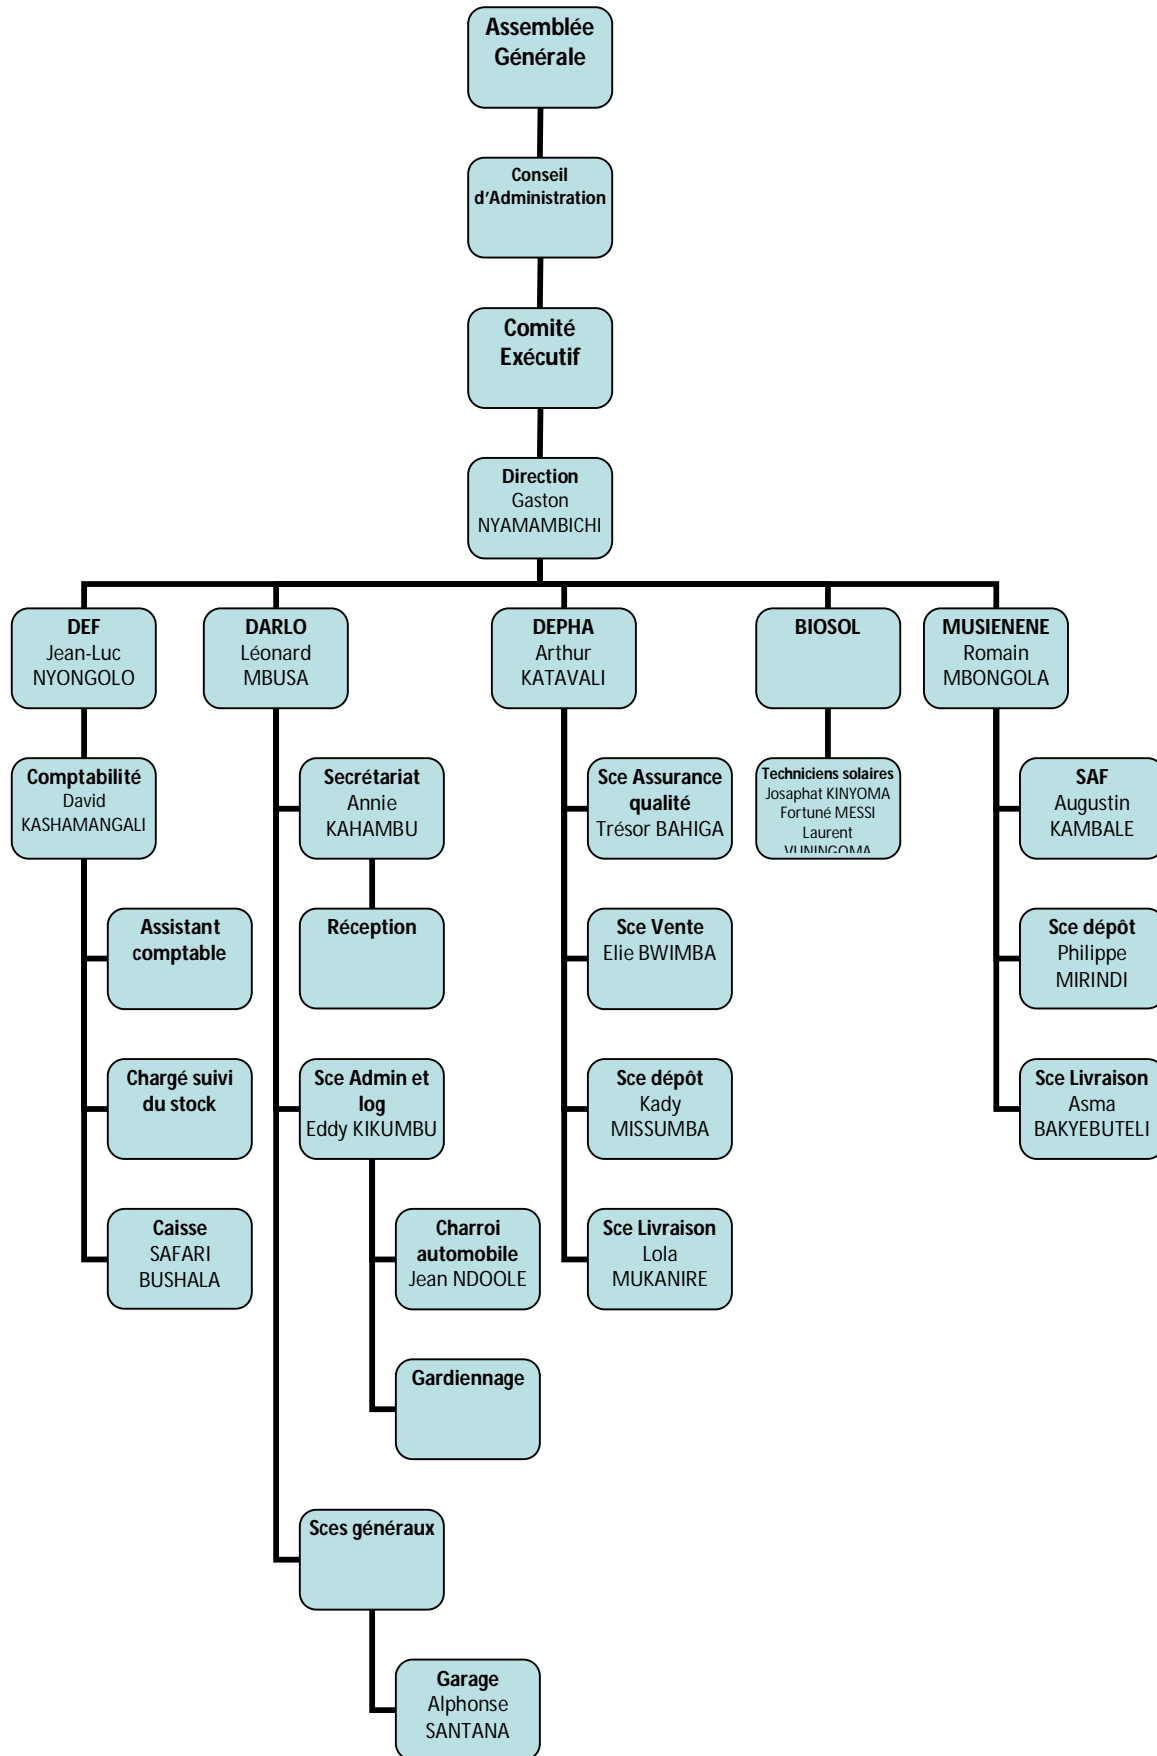 Assemblée
Générale
Conseil
d'Administration
Comité
Exécutif
Direction
Gaston
NYAMAMBICHI
DEF
Jean-Luc
NYONGOLO
DARLO
Léonard
MBUSA
DEPHA
Arthur
KATAVALI
BIOSOL
MUSIENENE
Romain
MBONGOLA
Comptabilité
David
KASHAMANGALI
Secrétariat
Annie
KAHAMBU
Sce Assurance
qualité
Trésor BAHIGA
Techniciens solaires
Josaphat KINYOMA
Fortuné MESSI
Laurent
VUNINGOMA
SAF
Augustin
KAMBALE
Assistant
comptable
Réception
Sce Vente
Elie BWIMBA
Sce dépôt
Philippe
MIRINDI
Chargé suivi
du stock
Sce Admin et
log
Eddy KIKUMBU
Sce dépôt
Kady
MISSUMBA
Sce Livraison
Asma
BAKYEBUTELI
Caisse
SAFARI
BUSHALA
Charroi
automobile
Jean NDOOLE
Sce Livraison
Lola
MUKANIRE
Gardiennage
Sces généraux
Garage
Alphonse
SANTANA